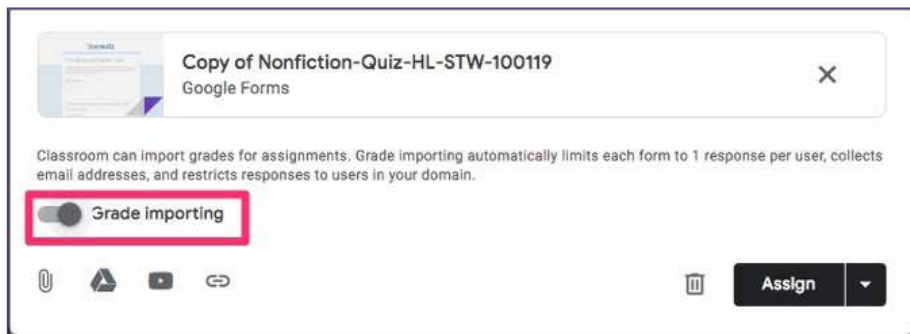 Copy of Nonfiction-Quiz-HL-STW-100119
Google Forms
Classroom can import grades for assignments. Grade importing automatically limits each form to 1 response per user, collects
email addresses, and restricts responses to users in your domain.
Grade importing
Assign